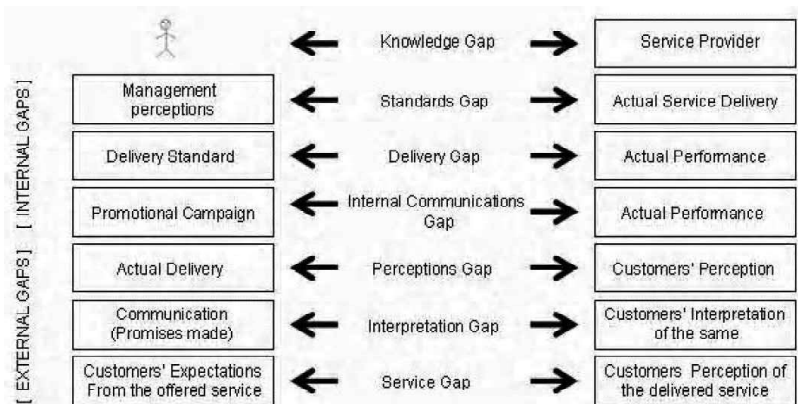 [ INTERNAL GAPS ]
[ EXTERNAL GAPS ]
Knowledge Gap
Service Provider
Management
perceptions
Standards Gap
Actual Service Delivery
Delivery Standard
Delivery Gap
Actual Performance
Promotional Campaign
Internal Communications
Gap
Actual Performance
Actual Delivery
Perceptions Gap
Customers' Perception
Communication
(Promises made)
Interpretation Gap
Customers' Interpretation
of the same
Customers' Expectations
From the offered service
Service Gap
Customers Perception of
the delivered service